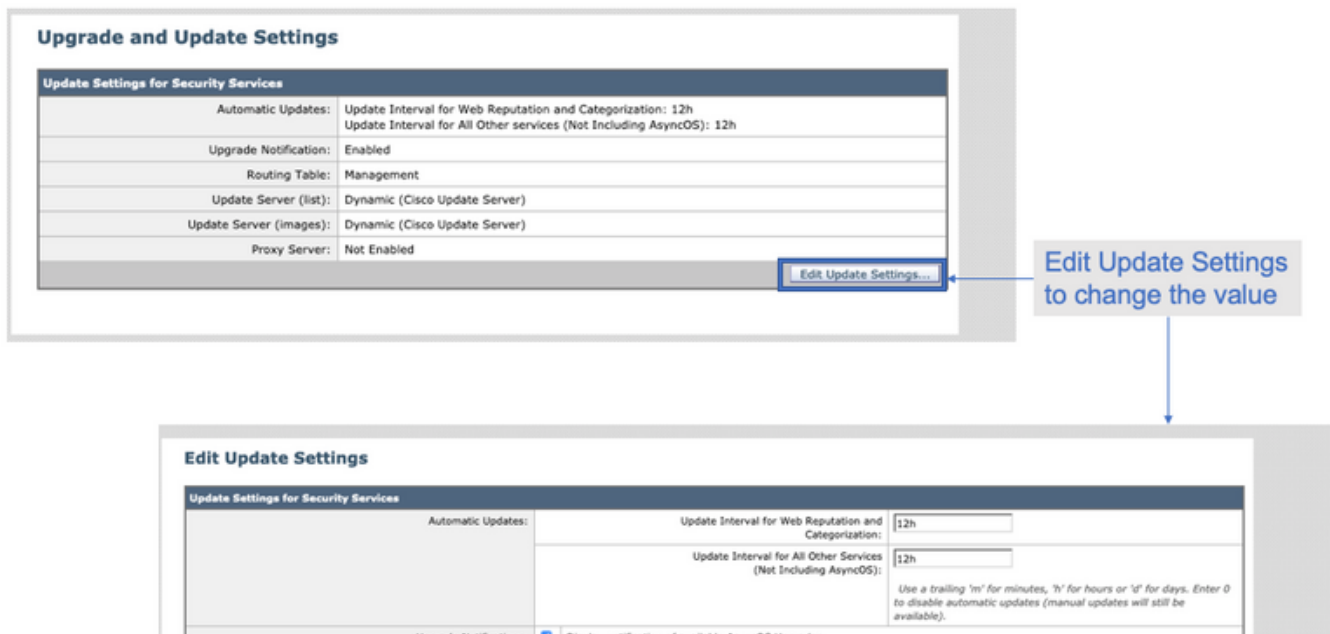 Upgrade and Update Settings
Update Settings for Security Services
Automatic Updates: Update Interval for Web Reputation and Categorization: 12h
Update Interval for All Other services (Not Including AsyncOS): 12h
Upgrade Notification: Enabled
Routing Table: Management
Update Server (list): Dynamic (Cisco Update Server)
Update Server (images): Dynamic (Cisco Update Server)
Proxy Server: Not Enabled
Edit Update Settings...
Edit Update Settings
to change the value
Edit Update Settings
Update Settings for Security Services
Automatic Updates: Update Interval for Web Reputation and
Categorization: 12h
Update Interval for All Other Services
(Not Including AsyncOS): 12h
Use a trailing 'm' for minutes, 'h' for hours or 'd' for days. Enter 0
to disable automatic updates (manual updates will still be
available).